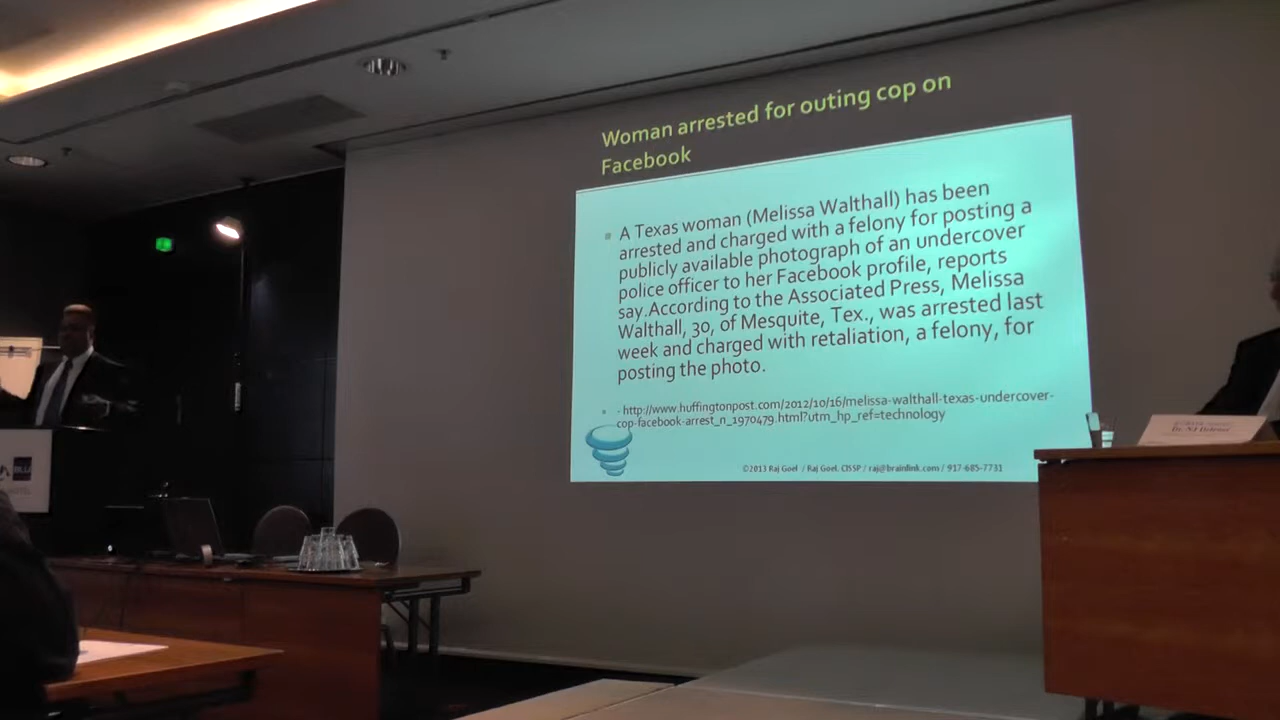 Woman arrested for outing cop on
Facebook
A Texas woman (Melissa Walthall) has been
arrested and charged with a felony for posting a
publicly available photograph of an undercover
police officer to her Facebook profile, reports
say.According to the Associated Press, Melissa
Walthall, 30, of Mesquite, Tex., was arrested last
week and charged with retaliation, a felony, for
posting the photo.
- http://www.huffingtonpost.com/2012/10/16/melissa-walthall-texas-undercover-
cop-facebook-arrest_n_1970479.html?utm_hp_ref=technology
©2013 Raj Goel / Raj Goel, CISSP / raj@brainlink.com / 917-685-7731